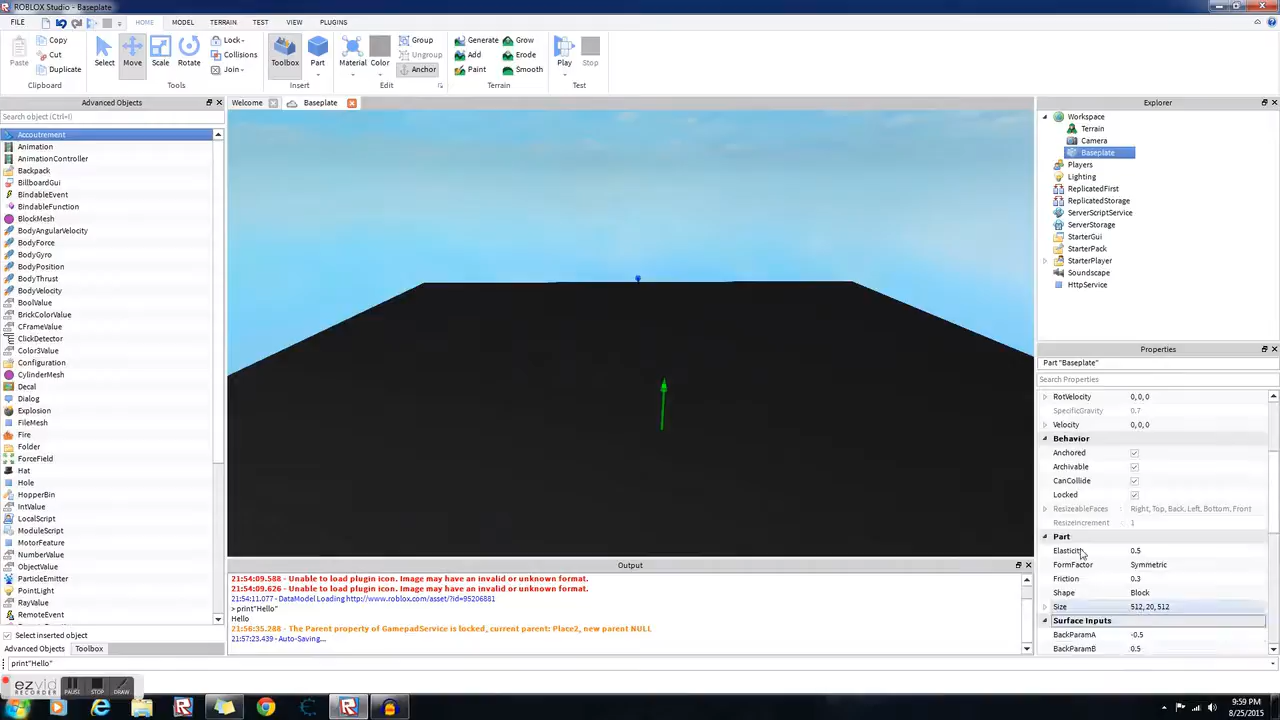 ROBLOX Studio - Baseplate
FILE HOME MODEL TERRAIN TEST VIEW PLUGINS
Paste Copy Cut Duplicate Select Move Scale Rotate Lock Collisions Join Toolbox Part Material Color Group Ungroup Anchor Generate Add Paint Grow Erode Smooth Play Stop
Clipboard Tools Insert Edit Terrain Test
Advanced Objects
Search object (Ctrl+I)
Accoutrement
Animation
AnimationController
Backpack
BillboardGui
BindableEvent
BindableFunction
BlockMesh
BodyAngularVelocity
BodyForce
BodyGyro
BodyPosition
BodyThrust
BodyVelocity
BoolValue
BrickColorValue
CFrameValue
ClickDetector
Color3Value
Configuration
CylinderMesh
Decal
Dialog
Explosion
FileMesh
Fire
Folder
ForceField
Hat
Hole
HopperBin
IntValue
LocalScript
ModuleScript
MotorFeature
NumberValue
ObjectValue
ParticleEmitter
PointLight
RayValue
RemoteEvent
Select inserted object
Advanced Objects Toolbox
print"Hello"
Welcome Baseplate
Output
21:54:09.588 - Unable to load plugin icon. Image may have an invalid or unknown format.
21:54:09.626 - Unable to load plugin icon. Image may have an invalid or unknown format.
21:54:11.077 - DataModel Loading http://www.roblox.com/asset/?id=95206881
> print"Hello"
Hello
21:56:35.288 - The Parent property of GamepadService is locked, current parent: Place2, new parent NULL
21:57:23.439 - Auto-Saving...
Explorer
Workspace
Terrain
Camera
Baseplate
Players
Lighting
ReplicatedFirst
ReplicatedStorage
ServerScriptService
ServerStorage
StarterGui
StarterPack
StarterPlayer
Soundscape
HttpService
Properties
Part "Baseplate"
Search Properties
RotVelocity 0, 0, 0
SpecificGravity 0.7
Velocity 0, 0, 0
Behavior
Anchored
Archivable
CanCollide
Locked
ResizeableFaces Right, Top, Back, Left, Bottom, Front
ResizeIncrement 1
Part
Elasticity 0.5
FormFactor Symmetric
Friction 0.3
Shape Block
Size 512, 20, 512
Surface Inputs
BackParamA -0.5
BackParamB 0.5
ezvid RECORDER PAUSE STOP DRAW
9:59 PM
8/25/2015